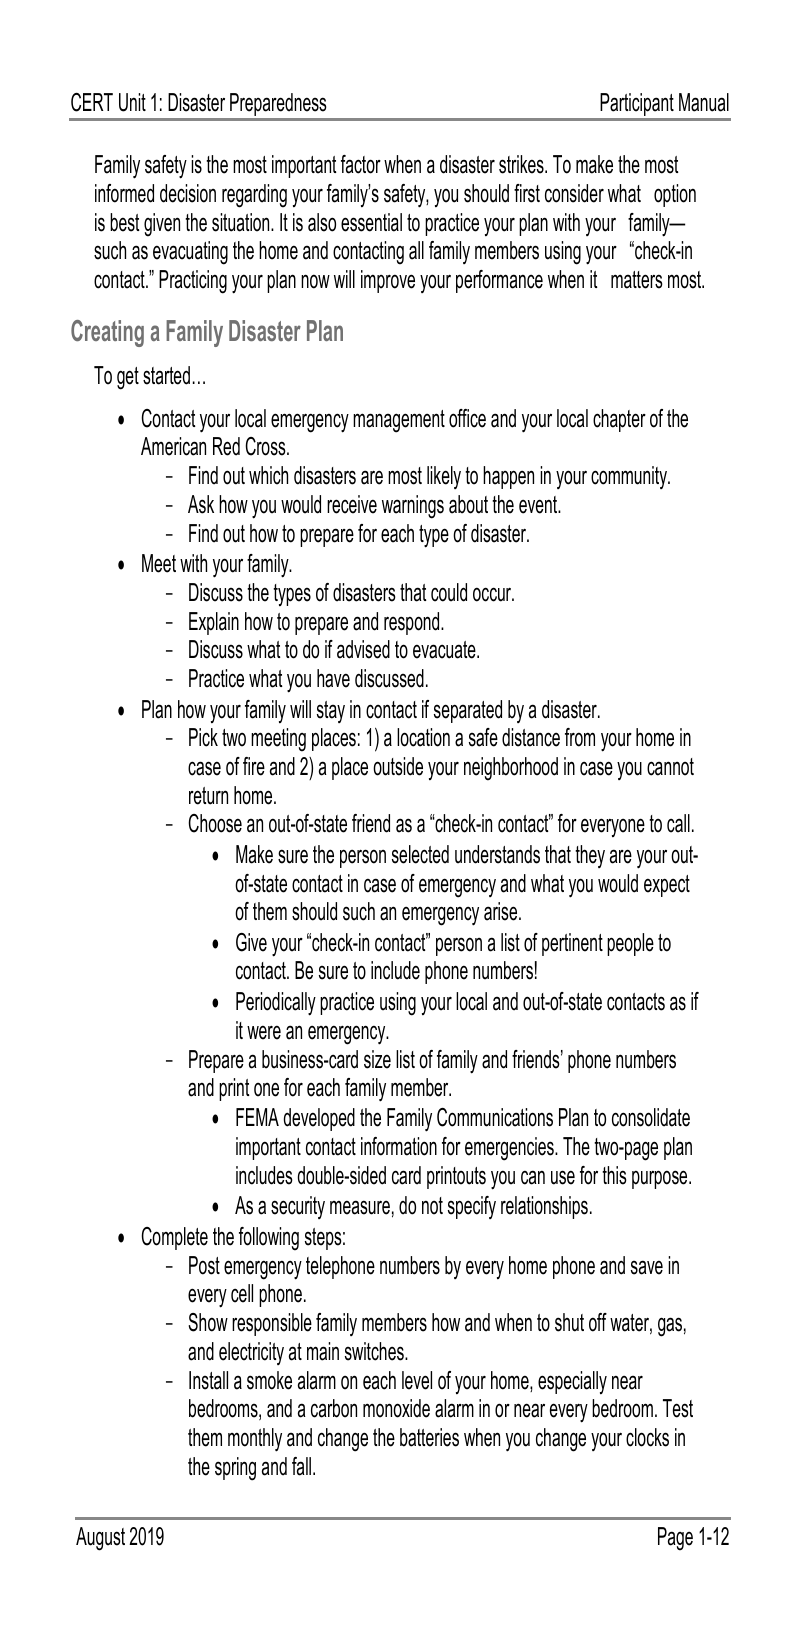 CERT Unit 1: Disaster Preparedness Participant Manual
Family safety is the most important factor when a disaster strikes. To make the most
informed decision regarding your family’s safety, you should first consider what option
is best given the situation. It is also essential to practice your plan with your family—
such as evacuating the home and contacting all family members using your “check-in
contact.” Practicing your plan now will improve your performance when it matters most.
Creating a Family Disaster Plan
To get started…
• Contact your local emergency management office and your local chapter of the
American Red Cross.
− Find out which disasters are most likely to happen in your community.
− Ask how you would receive warnings about the event.
− Find out how to prepare for each type of disaster.
• Meet with your family.
− Discuss the types of disasters that could occur.
− Explain how to prepare and respond.
− Discuss what to do if advised to evacuate.
− Practice what you have discussed.
• Plan how your family will stay in contact if separated by a disaster.
− Pick two meeting places: 1) a location a safe distance from your home in
case of fire and 2) a place outside your neighborhood in case you cannot
return home.
− Choose an out-of-state friend as a “check-in contact” for everyone to call.
• Make sure the person selected understands that they are your out-
of-state contact in case of emergency and what you would expect
of them should such an emergency arise.
• Give your “check-in contact” person a list of pertinent people to
contact. Be sure to include phone numbers!
• Periodically practice using your local and out-of-state contacts as if
it were an emergency.
− Prepare a business-card size list of family and friends’ phone numbers
and print one for each family member.
• FEMA developed the Family Communications Plan to consolidate
important contact information for emergencies. The two-page plan
includes double-sided card printouts you can use for this purpose.
• As a security measure, do not specify relationships.
• Complete the following steps:
− Post emergency telephone numbers by every home phone and save in
every cell phone.
− Show responsible family members how and when to shut off water, gas,
and electricity at main switches.
− Install a smoke alarm on each level of your home, especially near
bedrooms, and a carbon monoxide alarm in or near every bedroom. Test
them monthly and change the batteries when you change your clocks in
the spring and fall.
August 2019 Page 1-12